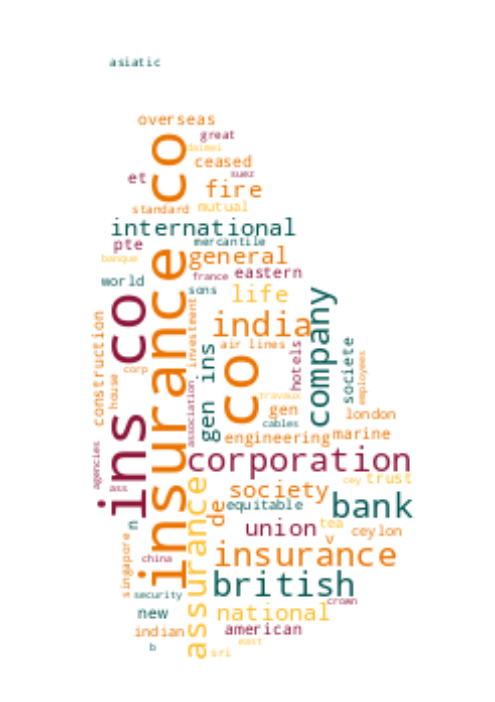 asiatic
overseas
great
daimei
ceased
suez
et
fire
standard
mutual
international
pte
mercantile
insurance co
banque
general
france
eastern
world
sons
life
ins co
construction
investment
india
company
air lines
corp
house
gen ins
co
hotels
societe
employees
association
travaux
gen
london
cables
engineering
marine
agencies
corporation
ass
assurance
society
cey
trust
de
equitable
bank
n
union
tea
v
ceylon
singapore
china
insurance
security
british
new
national
crown
indian
american
b
east
sri